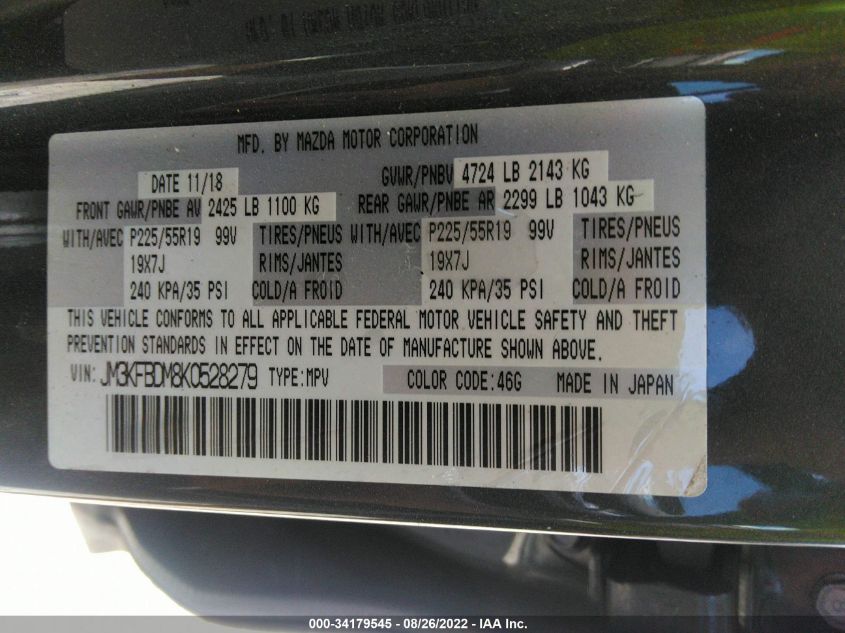 MFD. BY MAZDA MOTOR CORPORATION
DATE 11/18 GVWR/PNBV 4724 LB 2143 KG
FRONT GAWR/PNBE AV 2425 LB 1100 KG REAR GAWR/PNBE AR 2299 LB 1043 KG
WITH/AVEC P225/55R19 99V TIRES/PNEUS WITH/AVEC P225/55R19 99V TIRES/PNEUS
19X7J RIMS/JANTES 19X7J RIMS/JANTES
240 KPA/35 PSI COLD/A FROID 240 KPA/35 PSI COLD/A FROID
THIS VEHICLE CONFORMS TO ALL APPLICABLE FEDERAL MOTOR VEHICLE SAFETY AND THEFT
PREVENTION STANDARDS IN EFFECT ON THE DATE OF MANUFACTURE SHOWN ABOVE.
VIN: JM3KFBDM8K0528279 TYPE:MPV COLOR CODE:46G MADE IN JAPAN
000-34179545 - 08/26/2022 - IAA Inc.